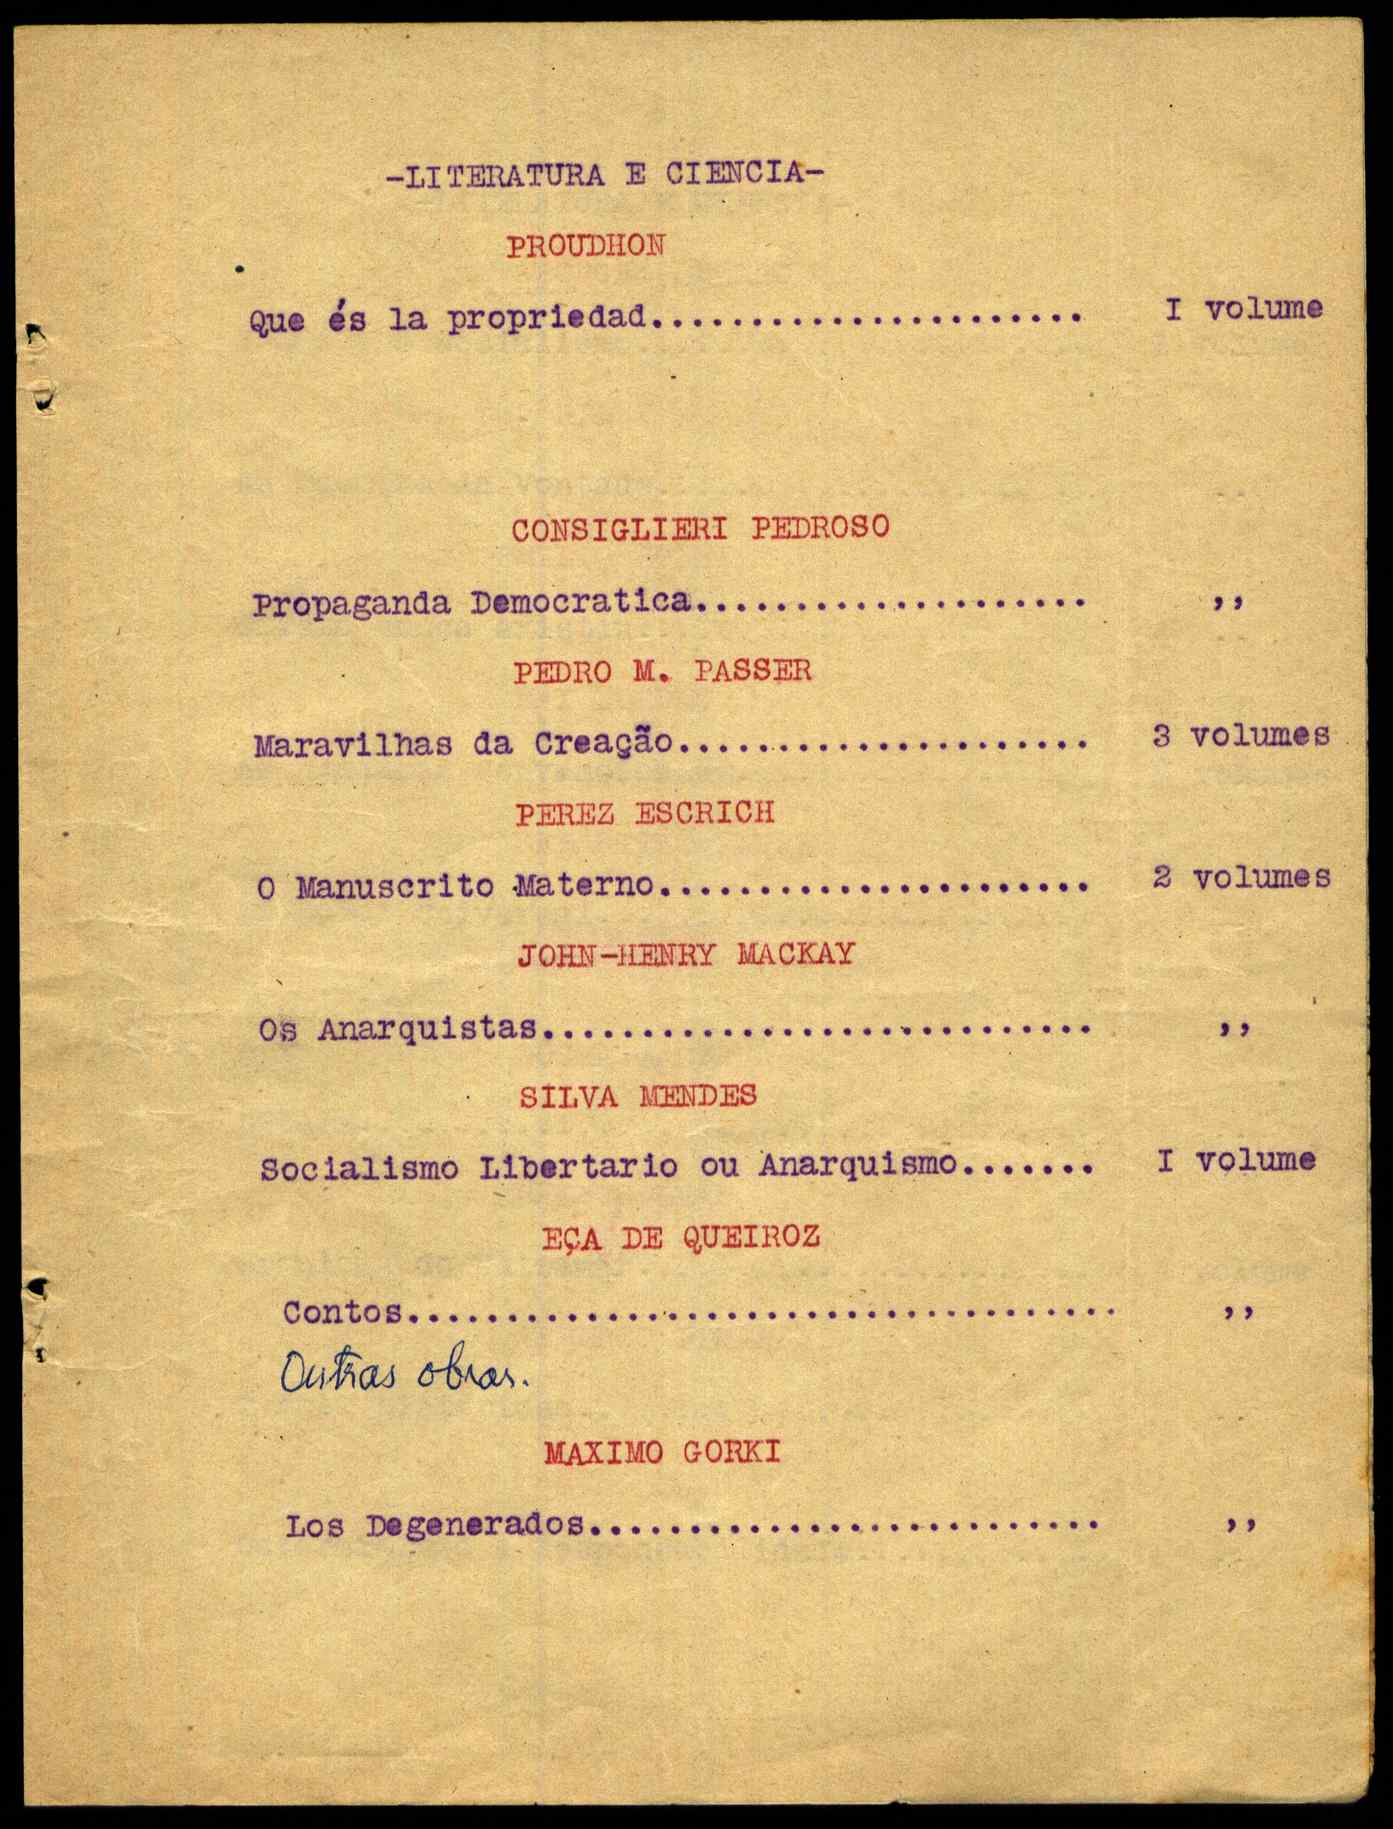 -LITERATURA E CIENCIA-
PROUDHON
Que és la propriedad...................... I volume
CONSIGLIERI PEDROSO
Propaganda Democratica.................... ,,
PEDRO M. PASSER
Maravilhas da Creação..................... 3 volumes
PEREZ ESCRICH
O Manuscrito Materno...................... 2 volumes
JOHN-HENRY MACKAY
Os Anarquistas............................ ,,
SILVA MENDES
Socialismo Libertario ou Anarquismo....... I volume
EÇA DE QUEIROZ
Contos.................................... ,,
Outras obras.
MAXIMO GORKI
Los Degenerados.......................... ,,